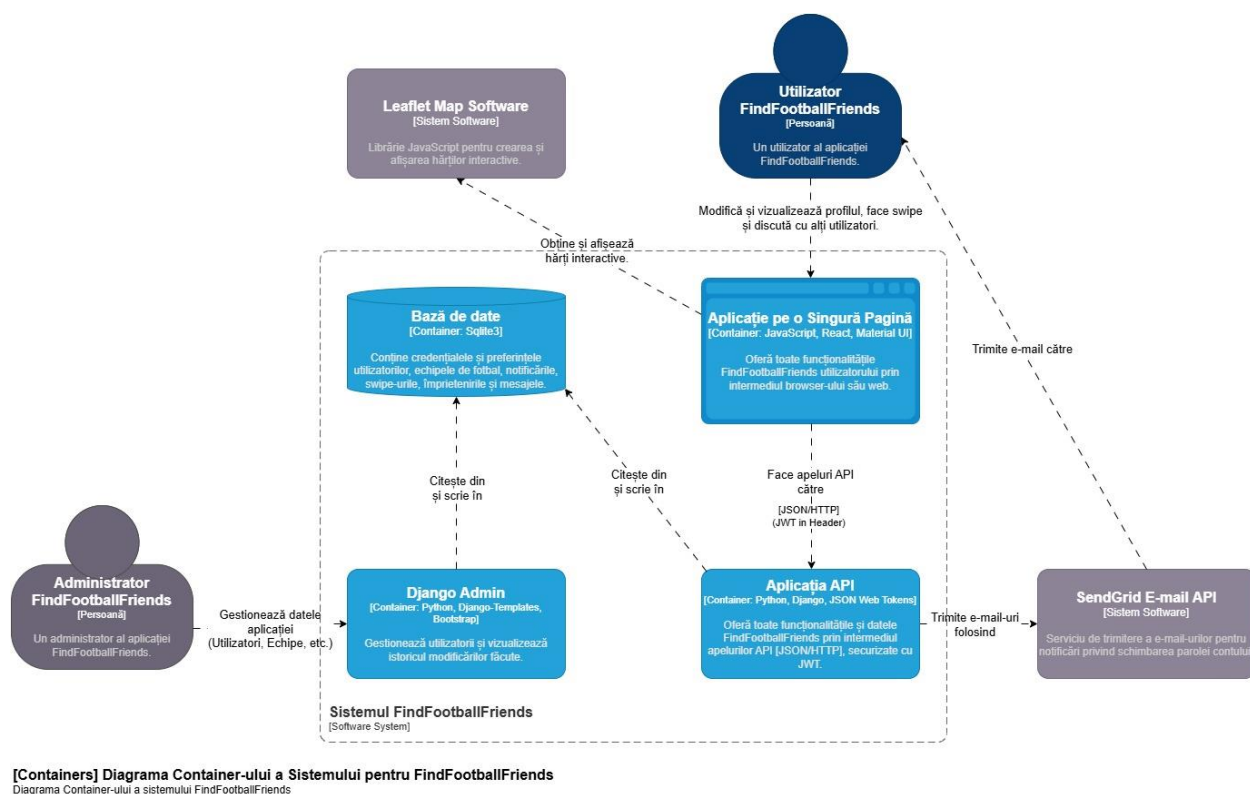 Utilizator
FindFootballFriends
[Persoană]
Un utilizator al aplicației
FindFootballFriends.
Leaflet Map Software
[Sistem Software]
Librărie JavaScript pentru crearea și
afișarea hărților interactive.
Modifică și vizualizează profilul, face swipe
și discută cu alți utilizatori.
Obține și afișează
hărți interactive.
Bază de date
[Container: Sqlite3]
Conține credențialele și preferințele
utilizatorilor, echipele de fotbal, notificările,
swipe-urile, împrietenirile și mesajele.
Aplicație pe o Singură Pagină
[Container: JavaScript, React, Material UI]
Oferă toate funcționalitățile
FindFootballFriends utilizatorului prin
intermediul browser-ului său web.
Trimite e-mail către
Citește din
și scrie în
Citește din
și scrie în
Face apeluri API
către
[JSON/HTTP]
(JWT in Header)
Administrator
FindFootballFriends
[Persoană]
Un administrator al aplicației
FindFootballFriends.
Gestionează datele
aplicației
(Utilizatori, Echipe, etc.)
Django Admin
[Container: Python, Django-Templates,
Bootstrap]
Gestionează utilizatorii și vizualizează
istoricul modificărilor făcute.
Aplicația API
[Container: Python, Django, JSON Web Tokens]
Oferă toate funcționalitățile și datele
FindFootballFriends prin intermediul
apelurilor API [JSON/HTTP], securizate cu
JWT.
Trimite e-mail-uri
folosind
SendGrid E-mail API
[Sistem Software]
Serviciu de trimitere a e-mail-urilor pentru
notificări privind schimbarea parolei contului.
Sistemul FindFootballFriends
[Software System]
[Containers] Diagrama Container-ului a Sistemului pentru FindFootballFriends
Diagrama Container-ului a sistemului FindFootballFriends